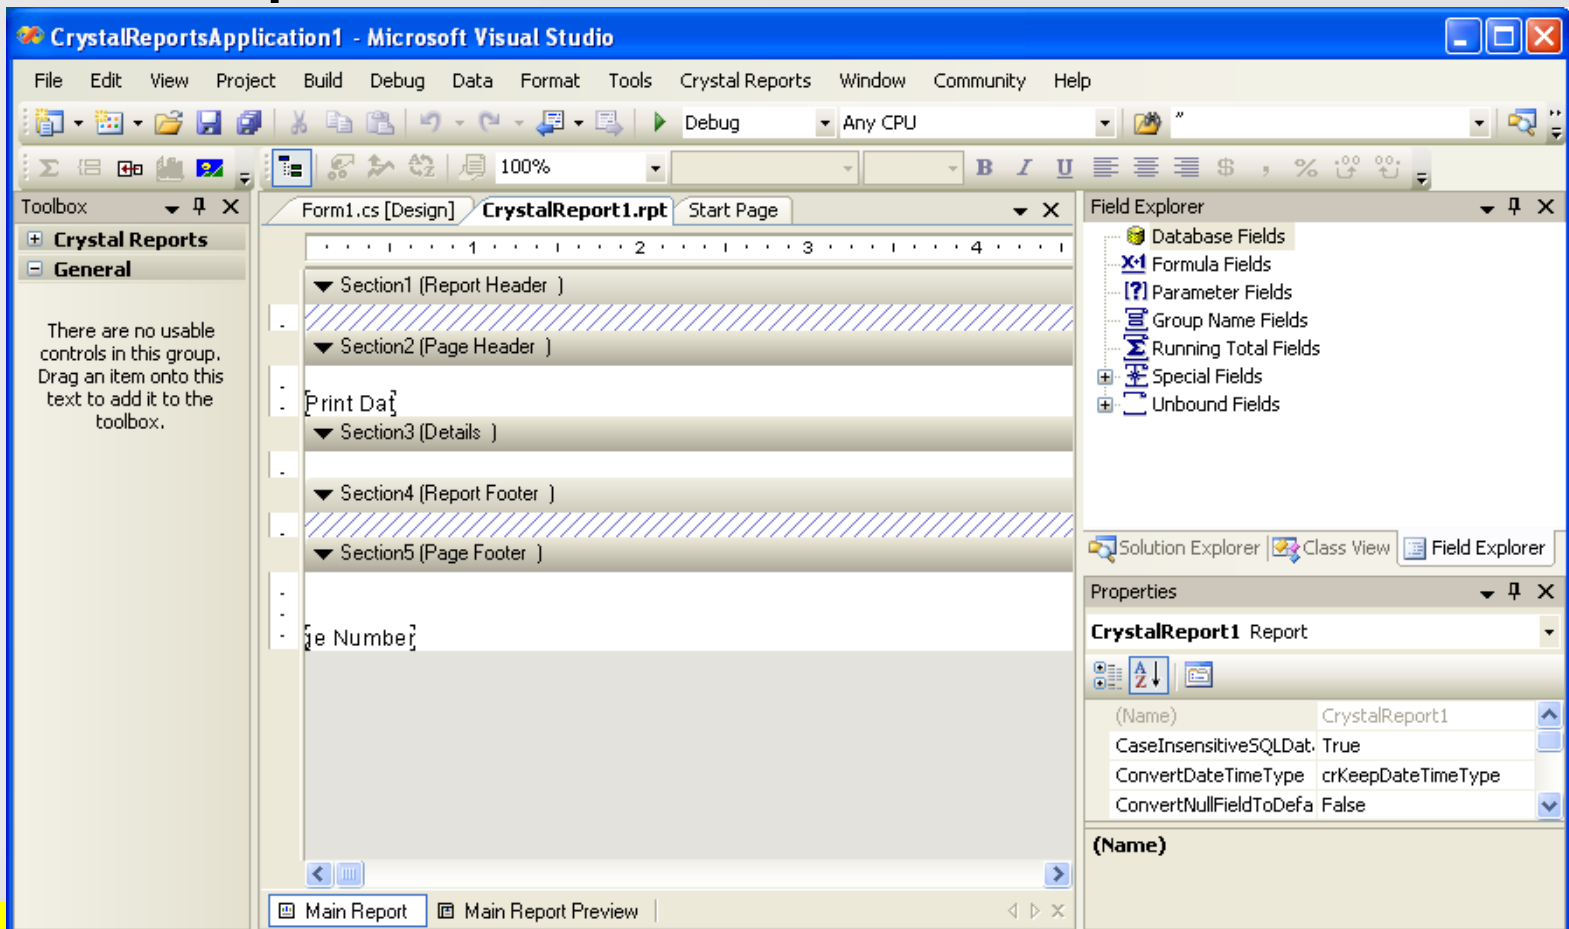 CrystalReportsApplication1 - Microsoft Visual Studio
File Edit View Project Build Debug Data Format Tools Crystal Reports Window Community Help
Debug Any CPU "
100% B I U $ , %
Toolbox
Crystal Reports
General
There are no usable
controls in this group.
Drag an item onto this
text to add it to the
toolbox.
Form1.cs [Design] CrystalReport1.rpt Start Page
1 2 3 4
Section1 (Report Header )
Section2 (Page Header )
Print Dat
Section3 (Details )
Section4 (Report Footer )
Section5 (Page Footer )
ge Number
Main Report Main Report Preview
Field Explorer
Database Fields
Formula Fields
Parameter Fields
Group Name Fields
Running Total Fields
Special Fields
Unbound Fields
Solution Explorer Class View Field Explorer
Properties
CrystalReport1 Report
(Name) CrystalReport1
CaseInsensitiveSQLDat. True
ConvertDateTimeType crKeepDateTimeType
ConvertNullFieldToDefa False
(Name)